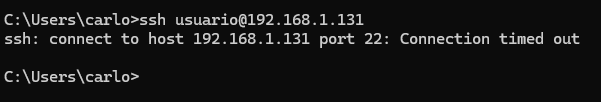 C:\Users\carlo>ssh usuario@192.168.1.131
ssh: connect to host 192.168.1.131 port 22: Connection timed out
C:\Users\carlo>